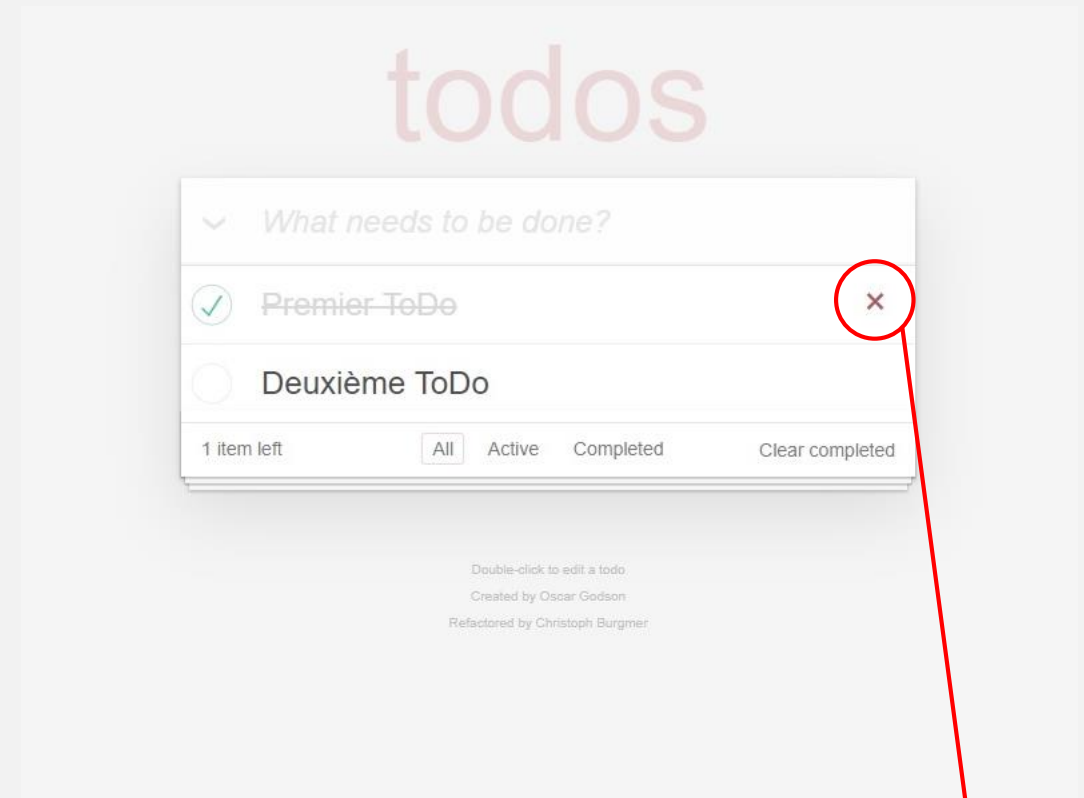 todos
What needs to be done?
Premier ToDo
Deuxième ToDo
1 item left All Active Completed Clear completed
Double-click to edit a todo
Created by Oscar Godson
Refactored by Christoph Burgmer